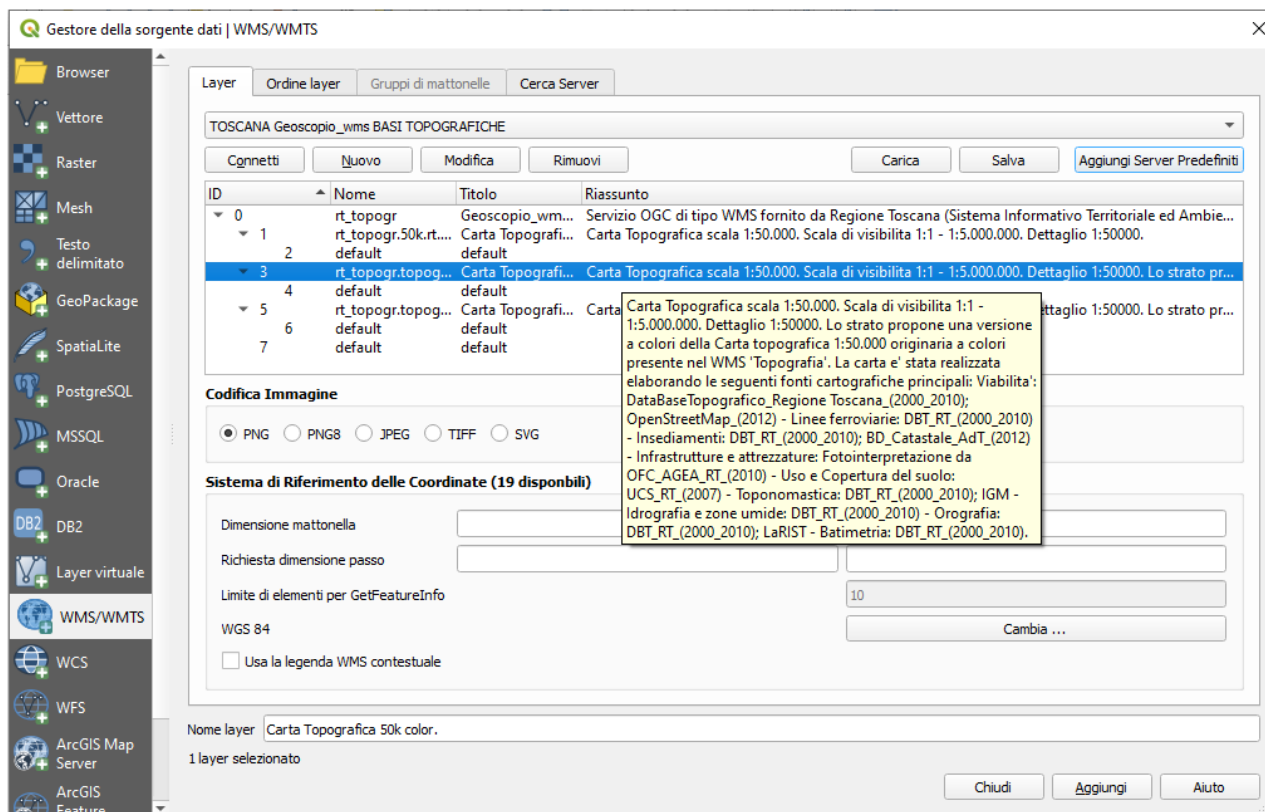 Gestore della sorgente dati | WMS/WMTS
Browser
Vettore
Raster
Mesh
Testo
delimitato
GeoPackage
SpatiaLite
PostgreSQL
MSSQL
Oracle
DB2
DB2
Layer virtuale
WMS/WMTS
WCS
WFS
ArcGIS Map
Server
ArcGIS
Feature
Layer
Ordine layer
Gruppi di mattonelle
Cerca Server
TOSCANA Geoscopio_wms BASI TOPOGRAFICHE
Connetti
Nuovo
Modifica
Rimuovi
Carica
Salva
Aggiungi Server Predefiniti
ID Nome Titolo Riassunto
0 rt_topogr Geoscopio_wm... Servizio OGC di tipo WMS fornito da Regione Toscana (Sistema Informativo Territoriale ed Ambie...
1 rt_topogr.50k.rt.... Carta Topografi... Carta Topografica scala 1:50.000. Scala di visibilita 1:1 - 1:5.000.000. Dettaglio 1:50000.
2 default default
3 rt_topogr.topog... Carta Topografi... Carta Topografica scala 1:50.000. Scala di visibilita 1:1 - 1:5.000.000. Dettaglio 1:50000. Lo strato pr...
4 default default
5 rt_topogr.topog... Carta Topografi... Carta ettaglio 1:50000. Lo strato pr...
6 default default
7 default default
Carta Topografica scala 1:50.000. Scala di visibilita 1:1 -
1:5.000.000. Dettaglio 1:50000. Lo strato propone una versione
a colori della Carta topografica 1:50.000 originaria a colori
presente nel WMS 'Topografia'. La carta e' stata realizzata
elaborando le seguenti fonti cartografiche principali: Viabilita':
DataBaseTopografico_Regione Toscana_(2000_2010);
OpenStreetMap_(2012) - Linee ferroviarie: DBT_RT_(2000_2010)
- Insediamenti: DBT_RT_(2000_2010); BD_Catastale_AdT_(2012)
- Infrastrutture e attrezzature: Fotointerpretazione da
OFC_AGEA_RT_(2010) - Uso e Copertura del suolo:
UCS_RT_(2007) - Toponomastica: DBT_RT_(2000_2010); IGM -
Idrografia e zone umide: DBT_RT_(2000_2010) - Orografia:
DBT_RT_(2000_2010); LaRIST - Batimetria: DBT_RT_(2000_2010).
Codifica Immagine
PNG PNG8 JPEG TIFF SVG
Sistema di Riferimento delle Coordinate (19 disponbili)
Dimensione mattonella
Richiesta dimensione passo
Limite di elementi per GetFeatureInfo
10
WGS 84
Cambia ...
Usa la legenda WMS contestuale
Nome layer Carta Topografica 50k color.
1 layer selezionato
Chiudi
Aggiungi
Aiuto